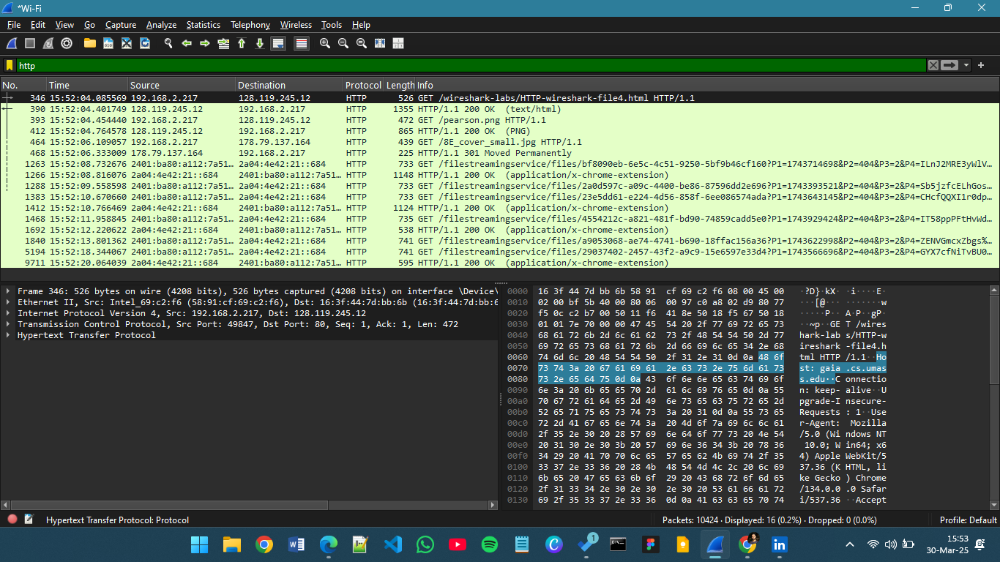 *Wi-Fi
File Edit View Go Capture Analyze Statistics Telephony Wireless Tools Help
http
No. Time Source Destination Protocol Length Info
346 15:52:04.085569 192.168.2.217 128.119.245.12 HTTP 526 GET /wireshark-labs/HTTP-wireshark-file4.html HTTP/1.1
390 15:52:04.401749 128.119.245.12 192.168.2.217 HTTP 1355 HTTP/1.1 200 OK (text/html)
393 15:52:04.454440 192.168.2.217 128.119.245.12 HTTP 472 GET /pearson.png HTTP/1.1
412 15:52:04.764578 128.119.245.12 192.168.2.217 HTTP 865 HTTP/1.1 200 OK (PNG)
464 15:52:06.109057 192.168.2.217 178.79.137.164 HTTP 439 GET /8E_cover_small.jpg HTTP/1.1
468 15:52:06.333009 178.79.137.164 192.168.2.217 HTTP 225 HTTP/1.1 301 Moved Permanently
1263 15:52:08.732676 2401:ba80:a112:7a51… 2a04:4e42:21::684 HTTP 733 GET /filestreamingservice/files/bf8090eb-6e5c-4c51-9250-5bf9b46cf160?P1=1743714698&P2=404&P3=2&P4=ILnJ2MRE3yWlV…
1266 15:52:08.816076 2a04:4e42:21::684 2401:ba80:a112:7a51… HTTP 1148 HTTP/1.1 200 OK (application/x-chrome-extension)
1288 15:52:09.558598 2401:ba80:a112:7a51… 2a04:4e42:21::684 HTTP 733 GET /filestreamingservice/files/2a0d597c-a09c-4400-be86-87596dd2e696?P1=1743393521&P2=404&P3=2&P4=Sb5jzfcELhGos…
1383 15:52:10.670660 2401:ba80:a112:7a51… 2a04:4e42:21::684 HTTP 733 GET /filestreamingservice/files/23e5dd61-e224-4d56-858f-6ee086574ada?P1=1743643145&P2=404&P3=2&P4=CHcfQQXI1r0dp…
1412 15:52:10.766469 2a04:4e42:21::684 2401:ba80:a112:7a51… HTTP 1124 HTTP/1.1 200 OK (application/x-chrome-extension)
1468 15:52:11.958845 2401:ba80:a112:7a51… 2a04:4e42:21::684 HTTP 735 GET /filestreamingservice/files/4554212c-a821-481f-bd90-74859cadd5e0?P1=1743929424&P2=404&P3=2&P4=IT58ppPFtHvWd…
1692 15:52:12.220622 2a04:4e42:21::684 2401:ba80:a112:7a51… HTTP 538 HTTP/1.1 200 OK (application/x-chrome-extension)
1840 15:52:13.801362 2401:ba80:a112:7a51… 2a04:4e42:21::684 HTTP 741 GET /filestreamingservice/files/a9053068-ae74-4741-b690-18ffac156a36?P1=1743622998&P2=404&P3=2&P4=ZENVGmcxZbgs%…
5194 15:52:18.344067 2401:ba80:a112:7a51… 2a04:4e42:21::684 HTTP 741 GET /filestreamingservice/files/29037402-2457-43f2-a9c9-15e6597e33d4?P1=1743566696&P2=404&P3=2&P4=GYX7cfNiTvBU0…
9711 15:52:20.064039 2a04:4e42:21::684 2401:ba80:a112:7a51… HTTP 595 HTTP/1.1 200 OK (application/x-chrome-extension)
Frame 346: 526 bytes on wire (4208 bits), 526 bytes captured (4208 bits) on interface \Device\
Ethernet II, Src: Intel_69:c2:f6 (58:91:cf:69:c2:f6), Dst: 16:3f:44:7d:bb:6b (16:3f:44:7d:bb:6
Internet Protocol Version 4, Src: 192.168.2.217, Dst: 128.119.245.12
Transmission Control Protocol, Src Port: 49847, Dst Port: 80, Seq: 1, Ack: 1, Len: 472
Hypertext Transfer Protocol
0000 16 3f 44 7d bb 6b 58 91 cf 69 c2 f6 08 00 45 00 ·?D}·kX· ·i····E·
0010 02 00 bf 5b 40 00 80 06 00 97 c0 a8 02 d9 80 77 ···[@··· ·······w
0020 f5 0c c2 b7 00 50 11 f6 41 8e 50 18 f5 67 50 18 ·····P·· A·P··gP·
0030 01 01 7e 70 00 00 47 45 54 20 2f 77 69 72 65 73 ··~p··GE T /wires
0040 68 61 72 6b 2d 6c 61 62 73 2f 48 54 54 50 2d 77 hark-lab s/HTTP-w
0050 69 72 65 73 68 61 72 6b 2d 66 69 6c 65 34 2e 68 ireshark -file4.h
0060 74 6d 6c 20 48 54 54 50 2f 31 2e 31 0d 0a 48 6f tml HTTP /1.1··Ho
0070 73 74 3a 20 67 61 69 61 2e 63 73 2e 75 6d 61 73 st: gaia .cs.umas
0080 73 2e 65 64 75 0d 0a 43 6f 6e 6e 65 63 74 69 6f s.edu··C onnectio
0090 6e 3a 20 6b 65 65 70 2d 61 6c 69 76 65 0d 0a 55 n: keep- alive··U
00a0 70 67 72 61 64 65 2d 49 6e 73 65 63 75 72 65 2d pgrade-I nsecure-
00b0 52 65 71 75 65 73 74 73 3a 20 31 0d 0a 55 73 65 Requests : 1··Use
00c0 72 2d 41 67 65 6e 74 3a 20 4d 6f 7a 69 6c 6c 61 r-Agent: Mozilla
00d0 2f 35 2e 30 20 28 57 69 6e 64 6f 77 73 20 4e 54 /5.0 (Wi ndows NT
00e0 20 31 30 2e 30 3b 20 57 69 6e 36 34 3b 20 78 36 10.0; W in64; x6
00f0 34 29 20 41 70 70 6c 65 57 65 62 4b 69 74 2f 35 4) Apple WebKit/5
0100 33 37 2e 33 36 20 28 4b 48 54 4d 4c 2c 20 6c 69 37.36 (K HTML, li
0110 6b 65 20 47 65 63 6b 6f 29 20 43 68 72 6f 6d 65 ke Gecko ) Chrome
0120 2f 31 33 34 2e 30 2e 30 2e 30 20 53 61 66 61 72 /134.0.0 .0 Safar
0130 69 2f 35 33 37 2e 33 36 0d 0a 41 63 63 65 70 74 i/537.36 ··Accept
Hypertext Transfer Protocol: Protocol
Packets: 10424 · Displayed: 16 (0.2%) · Dropped: 0 (0.0%)
Profile: Default
1
15:53
30-Mar-25